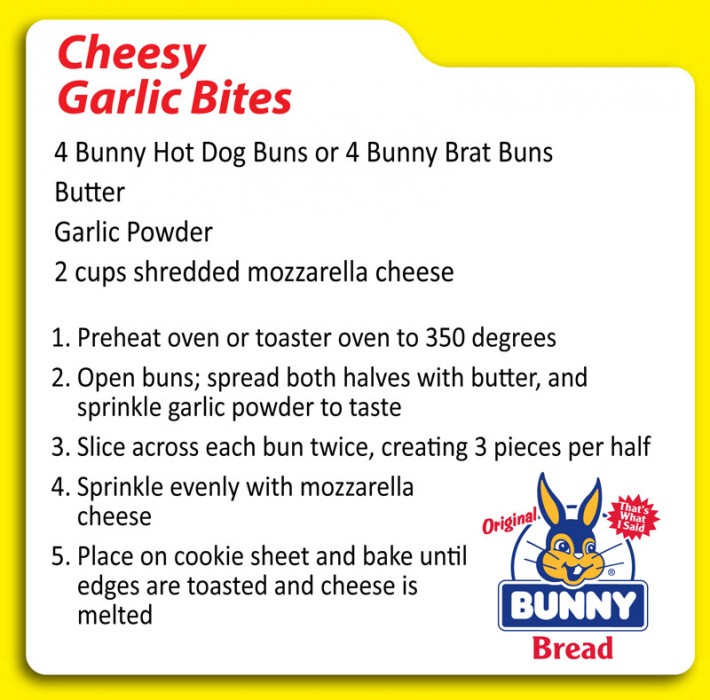 Cheesy
Garlic Bites
4 Bunny Hot Dog Buns or 4 Bunny Brat Buns
Butter
Garlic Powder
2 cups shredded mozzarella cheese
1. Preheat oven or toaster oven to 350 degrees
2. Open buns; spread both halves with butter, and
sprinkle garlic powder to taste
3. Slice across each bun twice, creating 3 pieces per half
4. Sprinkle evenly with mozzarella
cheese
5. Place on cookie sheet and bake until
edges are toasted and cheese is
melted
Original
That's
What
I Said
®
BUNNY
Bread